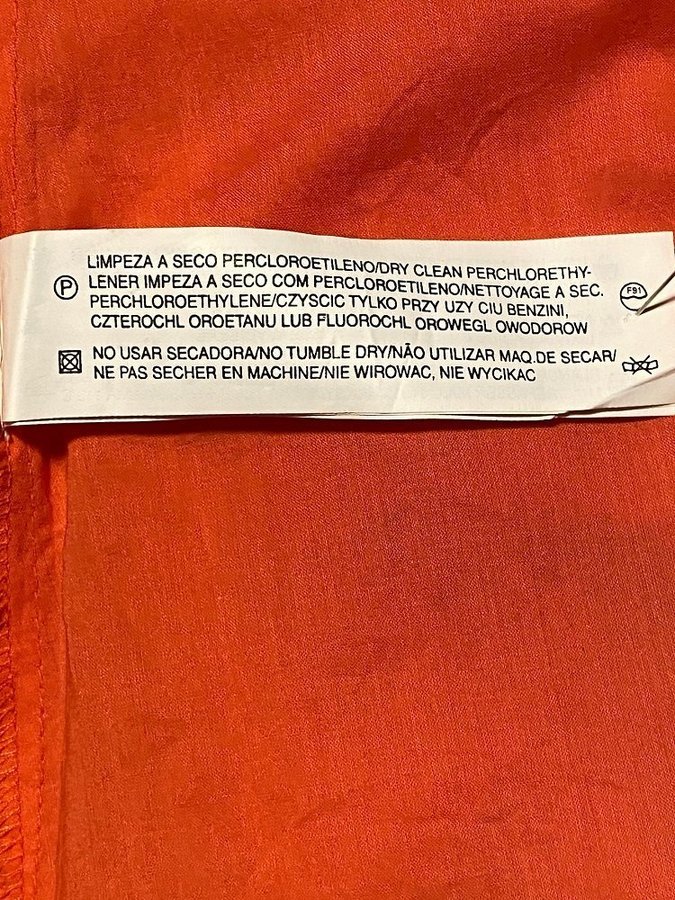 LIMPEZA A SECO PERCLOROETILENO/DRY CLEAN PERCHLORETHY-
P LENER IMPEZA A SECO COM PERCLOROETILENO/NETTOYAGE A SEC. F91
PERCHLOROETHYLENE/CZYSCIC TYLKO PRZY UZY CIU BENZINI,
CZTEROCHL OROETANU LUB FLUOROCHL OROWEGL OWODOROW
NO USAR SECADORA/NO TUMBLE DRY/NÃO UTILIZAR MAQ.DE SECAR/
NE PAS SECHER EN MACHINE/NIE WIROWAC, NIE WYCIKAC